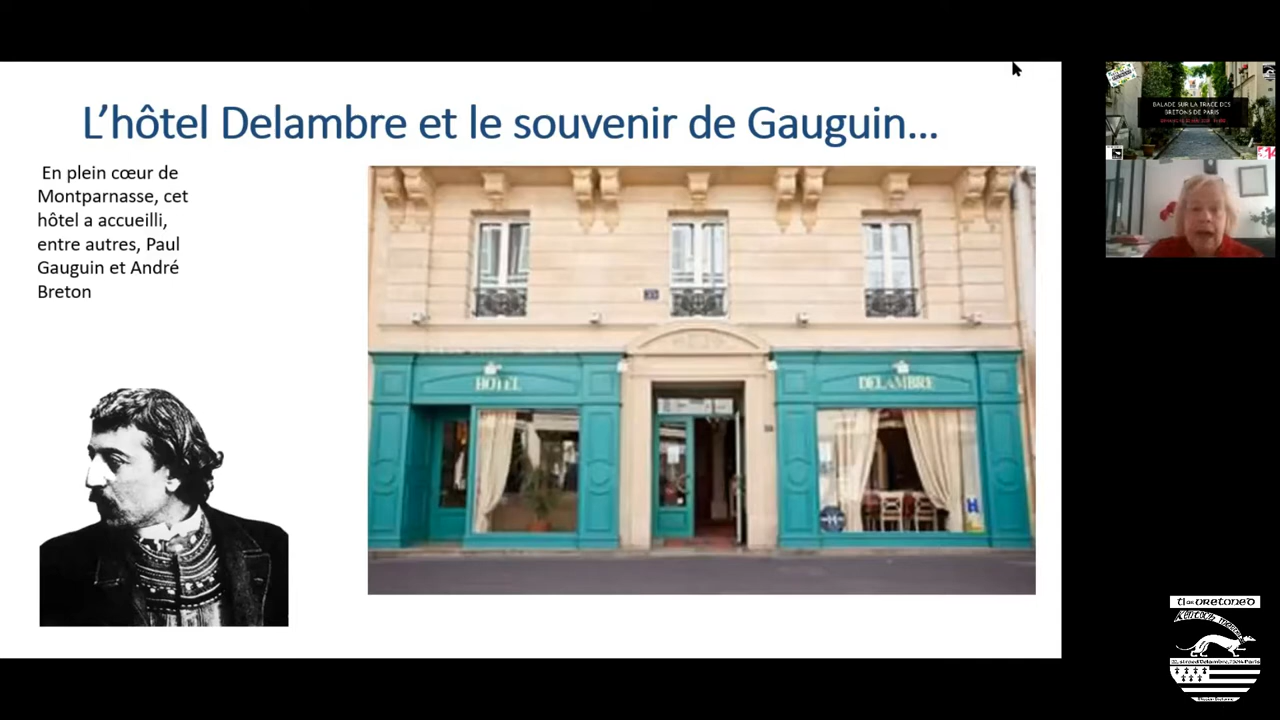 L'hôtel Delambre et le souvenir de Gauguin...
En plein cœur de
Montparnasse, cet
hôtel a accueilli,
entre autres, Paul
Gauguin et André
Breton
HOTEL
DELAMBRE
BALADE SUR LA TRACE DES
BRETONS DE PARIS